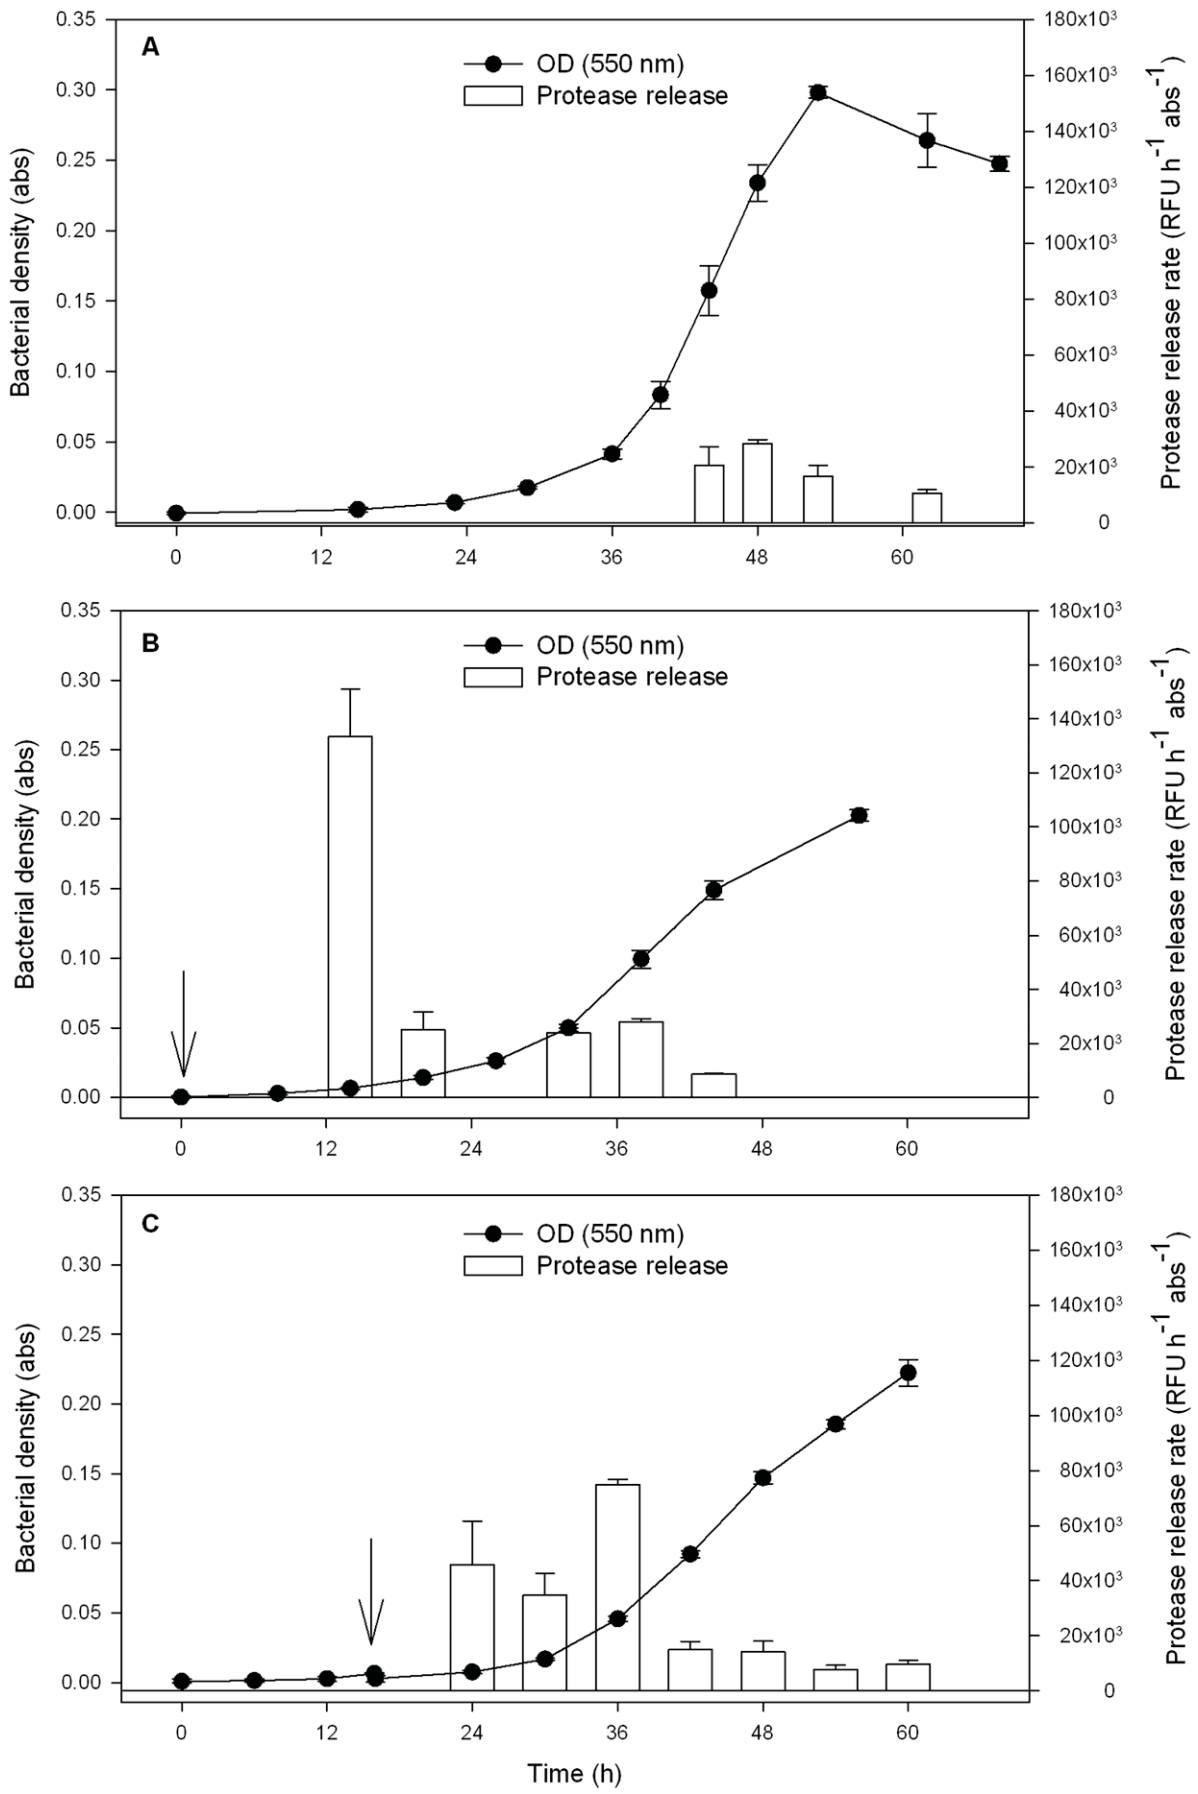 A
OD (550 nm)
Protease release
Bacterial density (abs)
0.35
0.30
0.25
0.20
0.15
0.10
0.05
0.00
180x10³
160x10³
140x10³
120x10³
100x10³
80x10³
60x10³
40x10³
20x10³
0
Protease release rate (RFU h⁻¹ abs⁻¹)
0 12 24 36 48 60
B
OD (550 nm)
Protease release
Bacterial density (abs)
0.35
0.30
0.25
0.20
0.15
0.10
0.05
0.00
180x10³
160x10³
140x10³
120x10³
100x10³
80x10³
60x10³
40x10³
20x10³
0
Protease release rate (RFU h⁻¹ abs⁻¹)
0 12 24 36 48 60
C
OD (550 nm)
Protease release
Bacterial density (abs)
0.35
0.30
0.25
0.20
0.15
0.10
0.05
0.00
180x10³
160x10³
140x10³
120x10³
100x10³
80x10³
60x10³
40x10³
20x10³
0
Protease release rate (RFU h⁻¹ abs⁻¹)
0 12 24 36 48 60
Time (h)